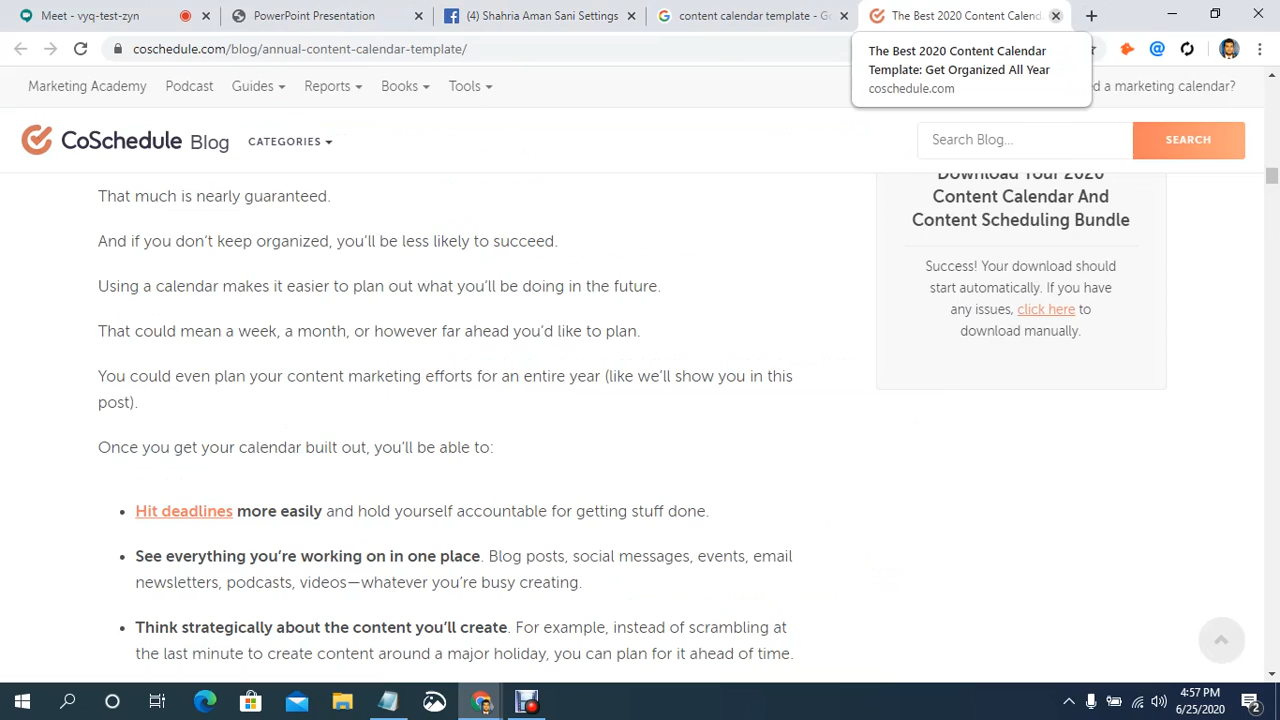 Meet - vyq-test-zyn
PowerPoint Presentation
(4) Shahria Aman Sani Settings
content calendar template - Go
The Best 2020 Content Calend
coschedule.com/blog/annual-content-calendar-template/
The Best 2020 Content Calendar
Template: Get Organized All Year
coschedule.com
Marketing Academy Podcast Guides Reports Books Tools
d a marketing calendar?
CoSchedule Blog CATEGORIES
Search Blog...
SEARCH
That much is nearly guaranteed.
And if you don't keep organized, you'll be less likely to succeed.
Using a calendar makes it easier to plan out what you'll be doing in the future.
That could mean a week, a month, or however far ahead you'd like to plan.
You could even plan your content marketing efforts for an entire year (like we'll show you in this
post).
Once you get your calendar built out, you'll be able to:
• Hit deadlines more easily and hold yourself accountable for getting stuff done.
• See everything you're working on in one place. Blog posts, social messages, events, email
newsletters, podcasts, videos—whatever you're busy creating.
• Think strategically about the content you'll create. For example, instead of scrambling at
the last minute to create content around a major holiday, you can plan for it ahead of time.
Download Your 2020
Content Calendar And
Content Scheduling Bundle
Success! Your download should
start automatically. If you have
any issues, click here to
download manually.
4:57 PM
6/25/2020
2